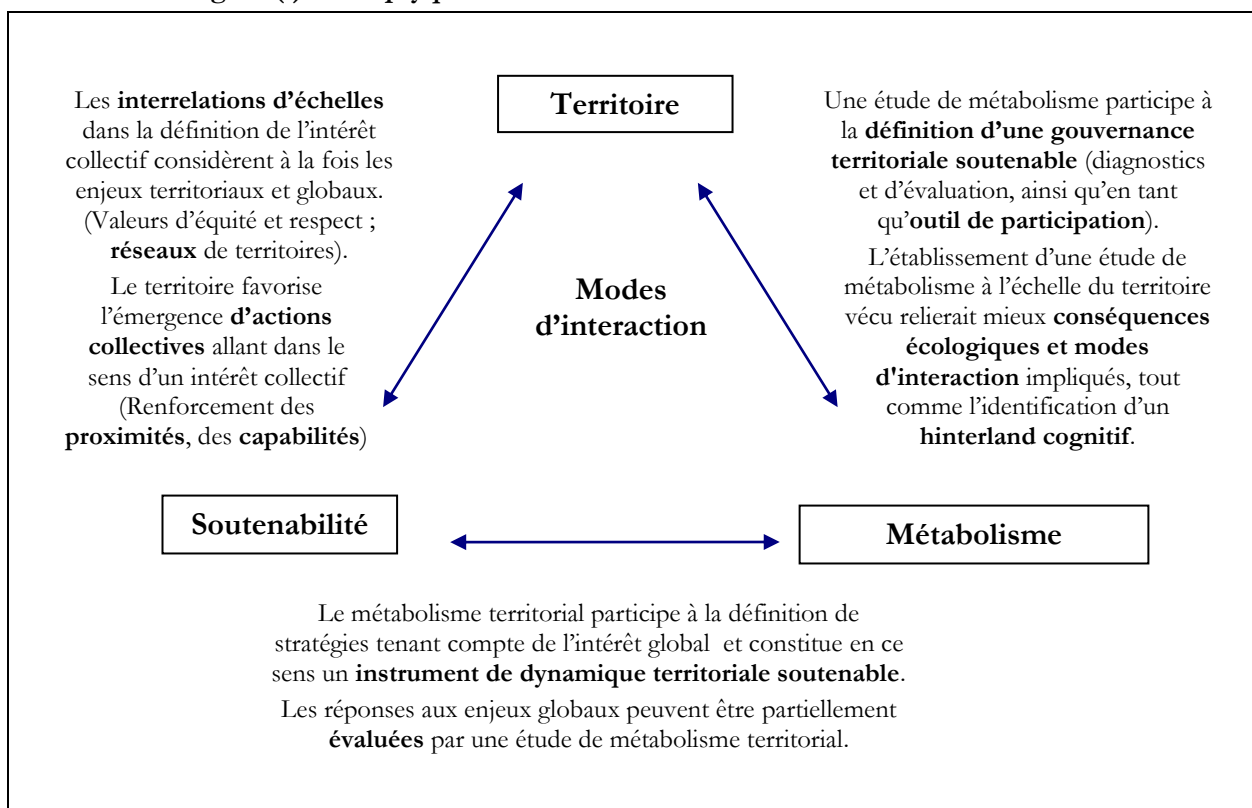 Territoire
Les interrelations d'échelles
dans la définition de l'intérêt
collectif considèrent à la fois les
enjeux territoriaux et globaux.
(Valeurs d'équité et respect ;
réseaux de territoires).
Le territoire favorise
l'émergence d'actions
collectives allant dans le
sens d'un intérêt collectif
(Renforcement des
proximités, des capabilités)
Modes
d'interaction
Une étude de métabolisme participe à
la définition d'une gouvernance
territoriale soutenable (diagnostics
et d'évaluation, ainsi qu'en tant
qu'outil de participation).
L'établissement d'une étude de
métabolisme à l'échelle du territoire
vécu relierait mieux conséquences
écologiques et modes
d'interaction impliqués, tout
comme l'identification d'un
hinterland cognitif.
Soutenabilité
Métabolisme
Le métabolisme territorial participe à la définition de
stratégies tenant compte de l'intérêt global et constitue en ce
sens un instrument de dynamique territoriale soutenable.
Les réponses aux enjeux globaux peuvent être partiellement
évaluées par une étude de métabolisme territorial.